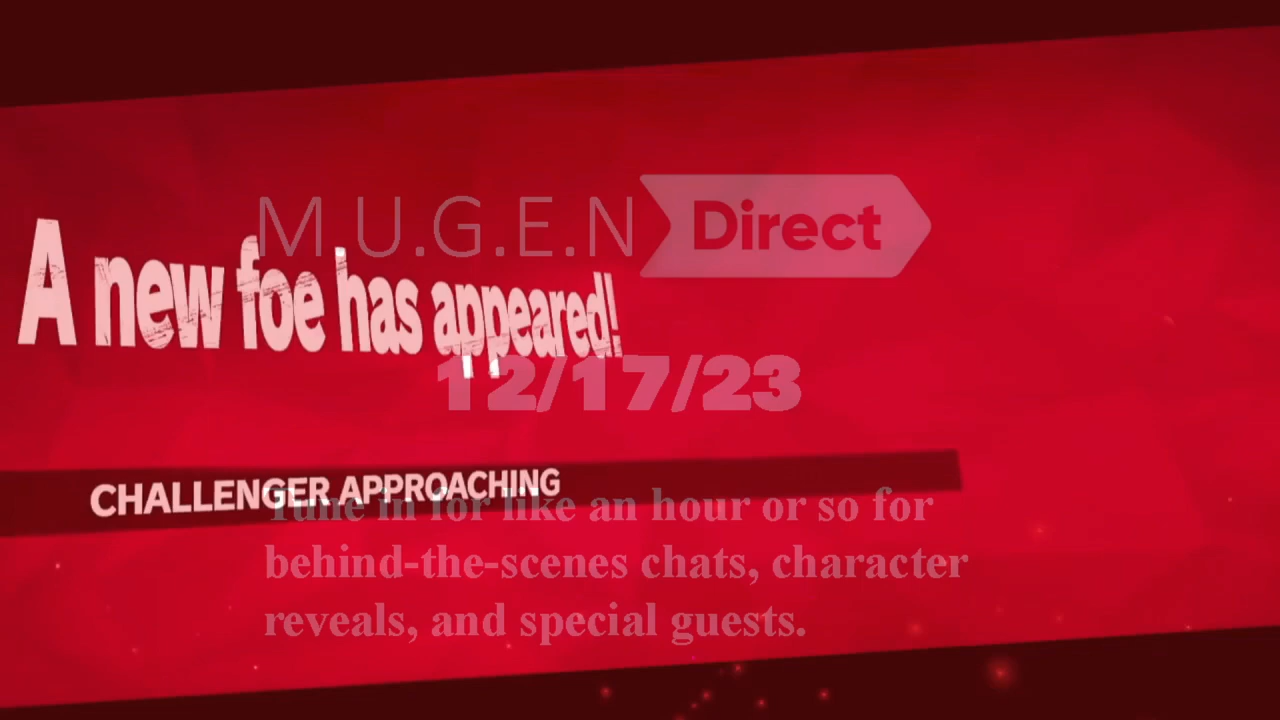 M.U.G.E.N Direct
A new foe has appeared!
12/17/23
CHALLENGER APPROACHING
Tune in for like an hour or so for
behind-the-scenes chats, character
reveals, and special guests.